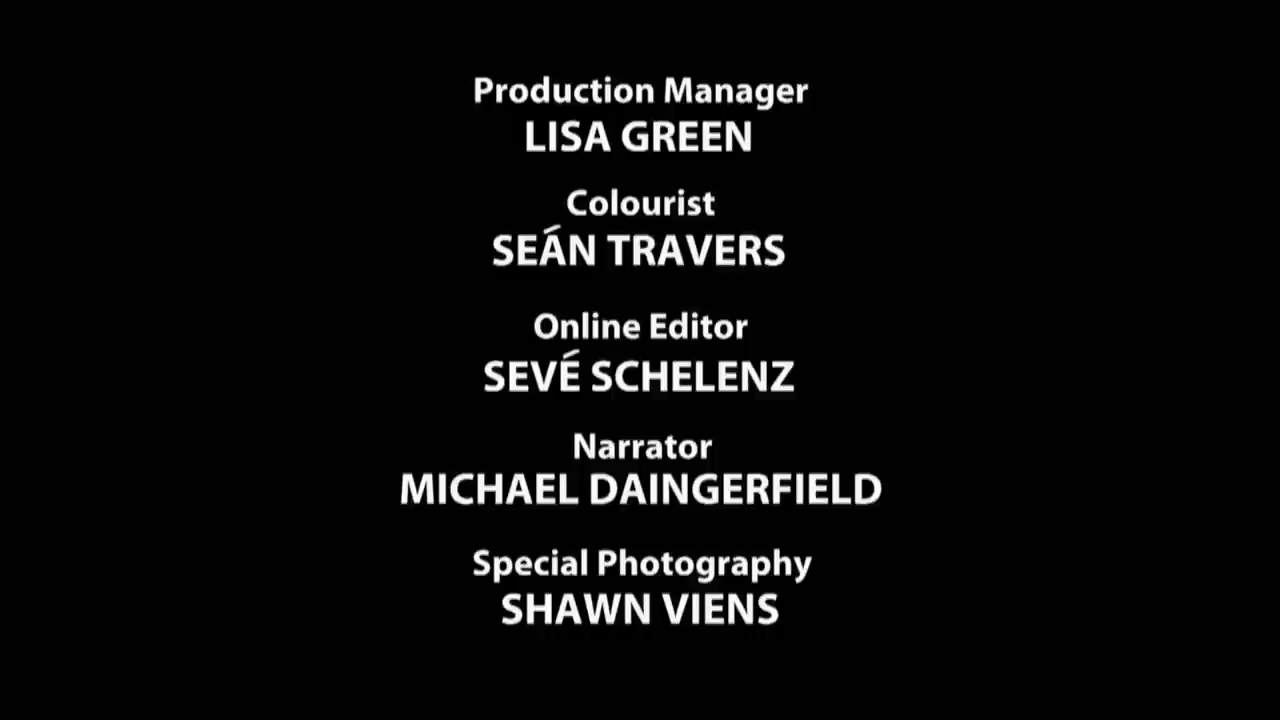 Production Manager
LISA GREEN
Colourist
SEÁN TRAVERS
Online Editor
SEVÉ SCHELENZ
Narrator
MICHAEL DAINGERFIELD
Special Photography
SHAWN VIENS